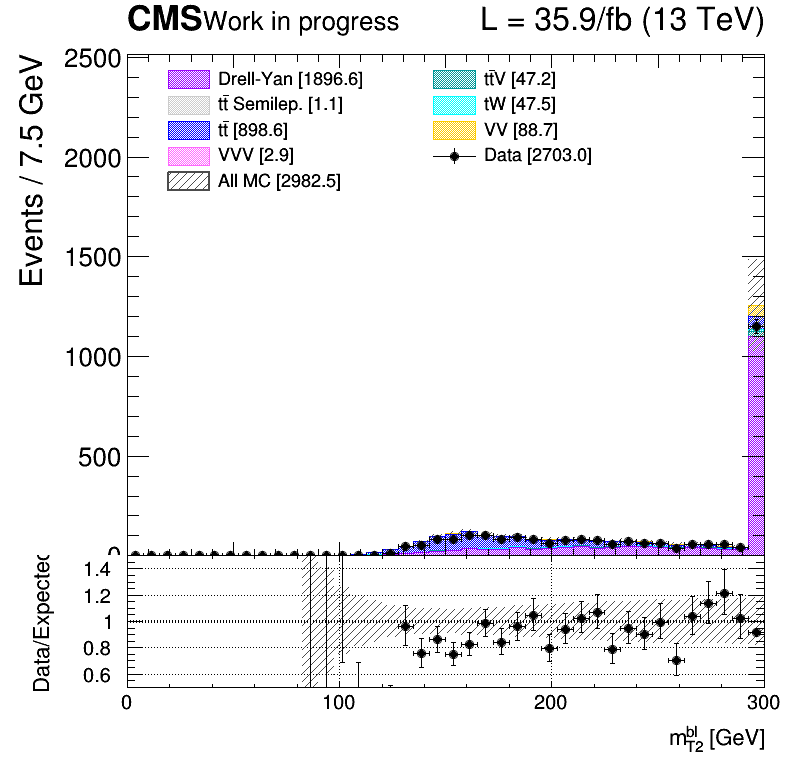 CMS Work in progress L = 35.9/fb (13 TeV)
Events / 7.5 GeV
2500
2000
1500
1000
500
0
Drell-Yan [1896.6]
tt̄ Semilep. [1.1]
tt̄ [898.6]
VVV [2.9]
All MC [2982.5]
tt̄V [47.2]
tW [47.5]
VV [88.7]
Data [2703.0]
Data/Expected
1.4
1.2
1
0.8
0.6
0 100 200 300
m_{T2}^{bl} [GeV]